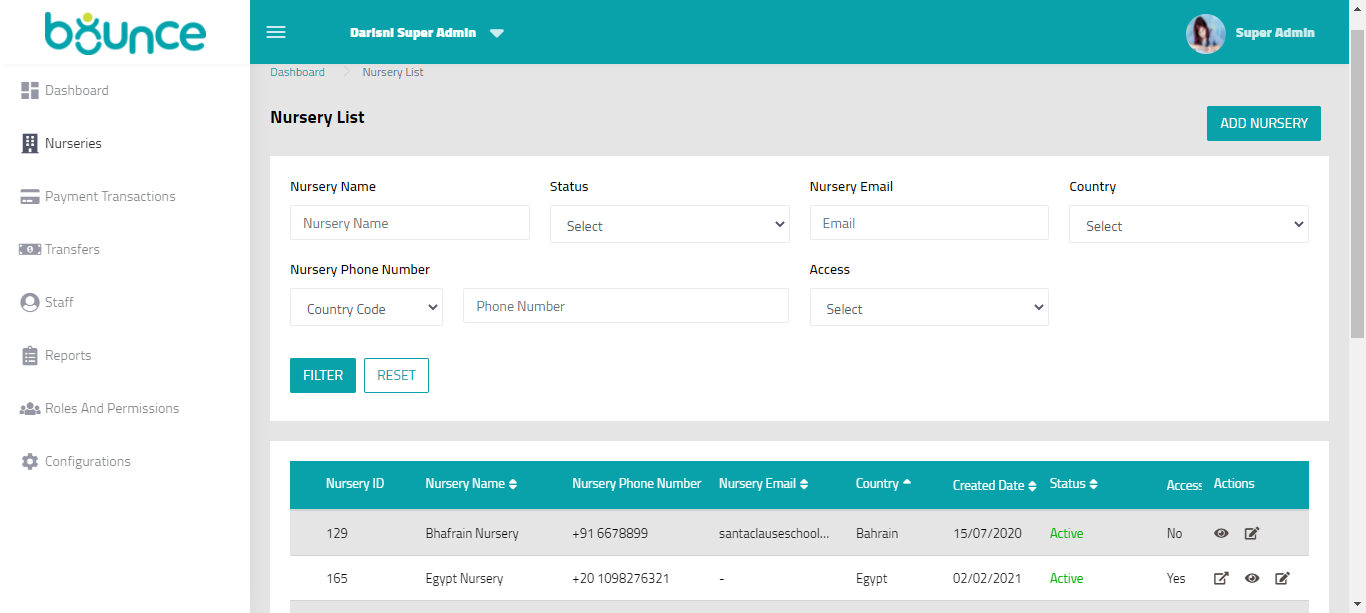 bounce
Darisni Super Admin
Super Admin
Dashboard
Nurseries
Payment Transactions
Transfers
Staff
Reports
Roles And Permissions
Configurations
Dashboard > Nursery List
Nursery List
ADD NURSERY
Nursery Name Status Nursery Email Country
Nursery Name Select Email Select
Nursery Phone Number Access
Country Code Phone Number Select
FILTER RESET
Nursery ID Nursery Name Nursery Phone Number Nursery Email Country Created Date Status Access Actions
129 Bhafrain Nursery +91 6678899 santaclauseschool... Bahrain 15/07/2020 Active No
165 Egypt Nursery +20 1098276321 - Egypt 02/02/2021 Active Yes